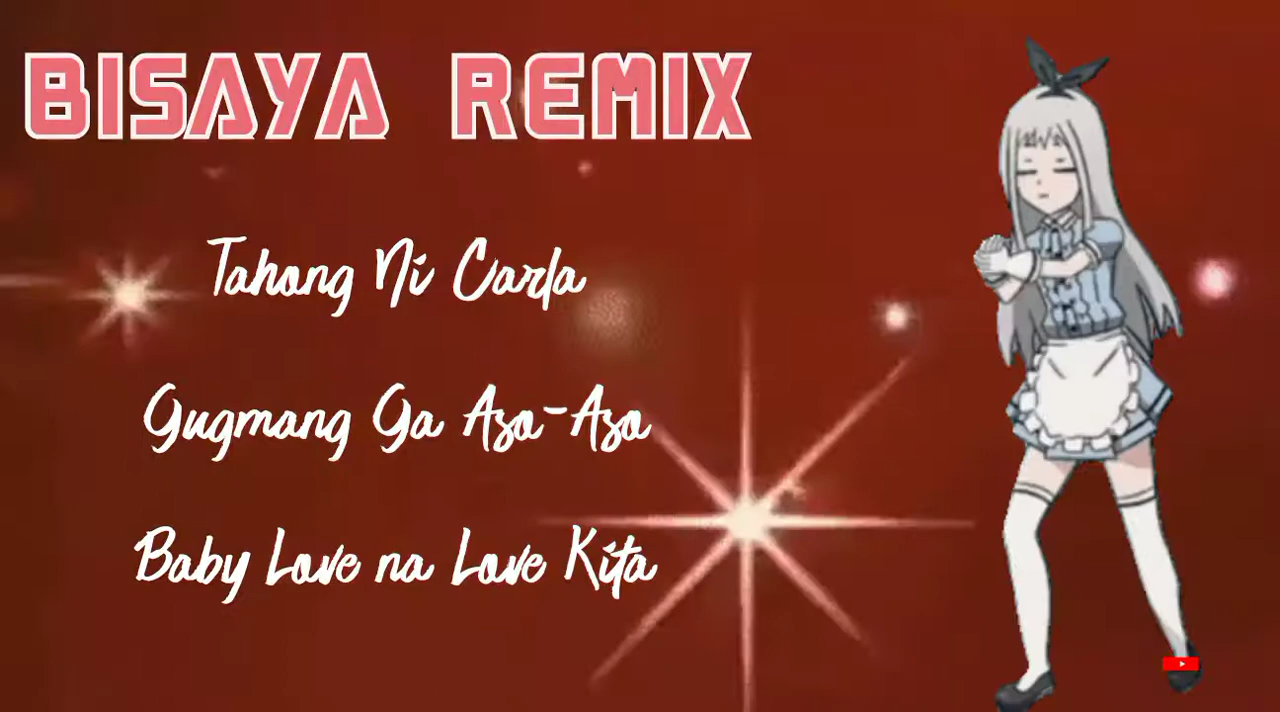 BISAYA REMIX
Tahong Ni Carla
Gugmang Ga Aso-Aso
Baby Love na Love Kita